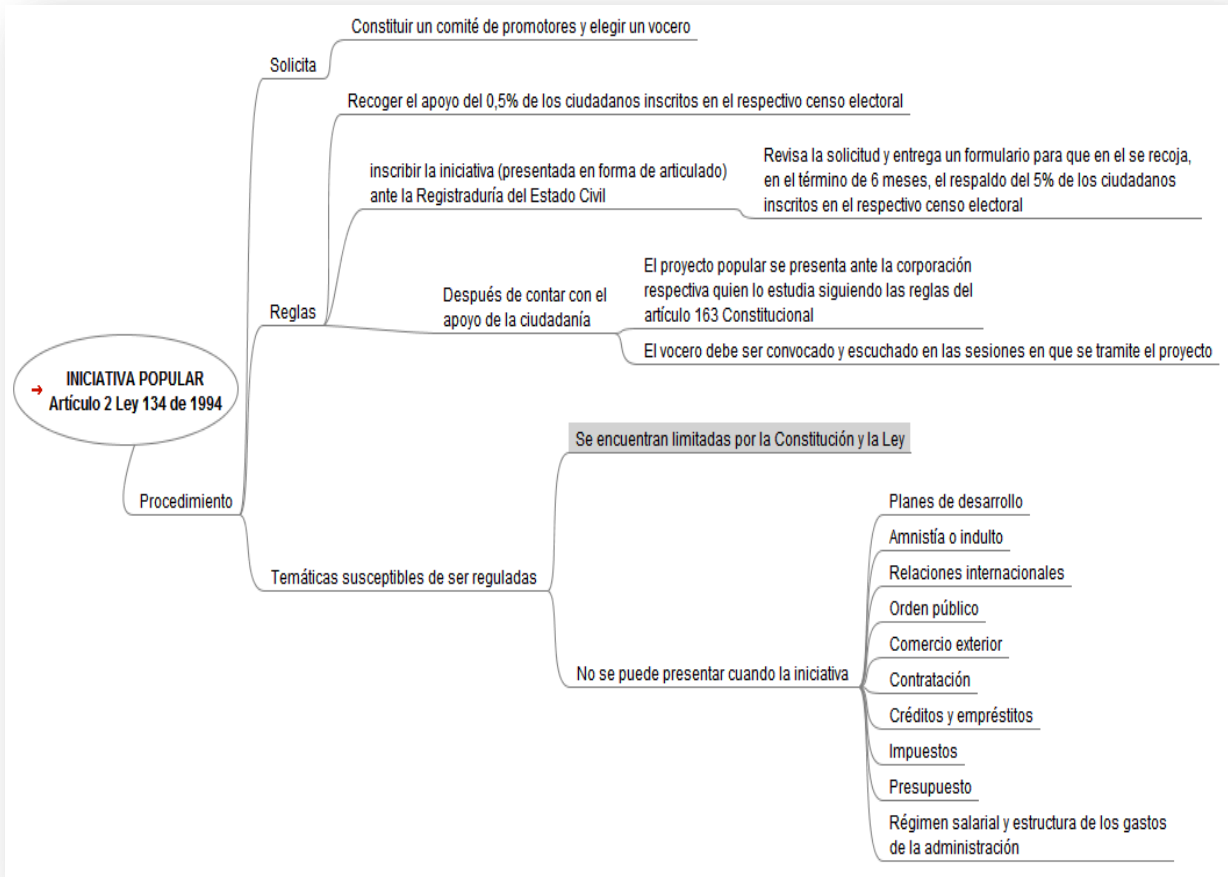 INICIATIVA POPULAR
Artículo 2 Ley 134 de 1994
Procedimiento
Solicita
Constituir un comité de promotores y elegir un vocero
Reglas
Recoger el apoyo del 0,5% de los ciudadanos inscritos en el respectivo censo electoral
inscribir la iniciativa (presentada en forma de articulado)
ante la Registraduría del Estado Civil
Revisa la solicitud y entrega un formulario para que en el se recoja,
en el término de 6 meses, el respaldo del 5% de los ciudadanos
inscritos en el respectivo censo electoral
Después de contar con el
apoyo de la ciudadanía
El proyecto popular se presenta ante la corporación
respectiva quien lo estudia siguiendo las reglas del
artículo 163 Constitucional
El vocero debe ser convocado y escuchado en las sesiones en que se tramite el proyecto
Temáticas susceptibles de ser reguladas
Se encuentran limitadas por la Constitución y la Ley
No se puede presentar cuando la iniciativa
Planes de desarrollo
Amnistía o indulto
Relaciones internacionales
Orden público
Comercio exterior
Contratación
Créditos y empréstitos
Impuestos
Presupuesto
Régimen salarial y estructura de los gastos
de la administración